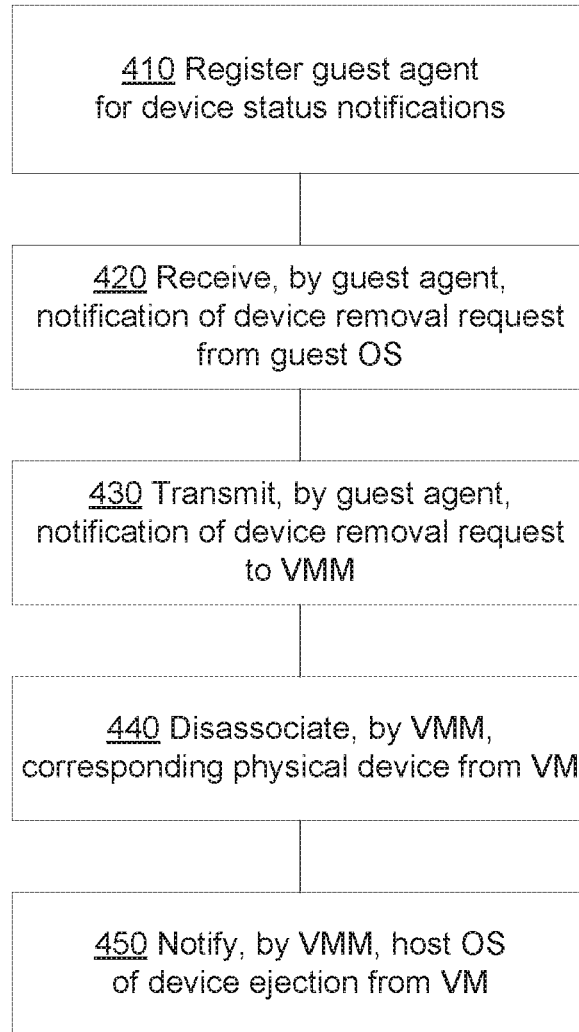 410 Register guest agent
for device status notifications
420 Receive, by guest agent,
notification of device removal request
from guest OS
430 Transmit, by guest agent,
notification of device removal request
to VMM
440 Disassociate, by VMM,
corresponding physical device from VM
450 Notify, by VMM, host OS
of device ejection from VM